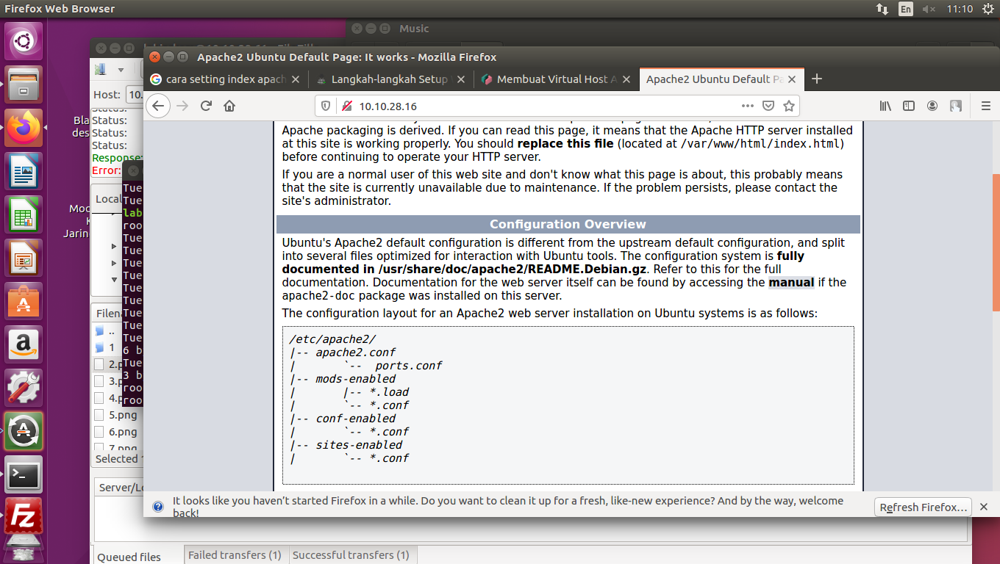 Firefox Web Browser
En
11:10
Music
Apache2 Ubuntu Default Page: It works - Mozilla Firefox
cara setting index apach
Langkah-langkah Setup
Membuat Virtual Host A
Apache2 Ubuntu Default Pa
Host:
10.
10.10.28.16
Status:
Status:
Status:
Status:
Response:
Error:
Apache packaging is derived. If you can read this page, it means that the Apache HTTP server installed
at this site is working properly. You should replace this file (located at /var/www/html/index.html)
before continuing to operate your HTTP server.
If you are a normal user of this web site and don't know what this page is about, this probably means
that the site is currently unavailable due to maintenance. If the problem persists, please contact the
site's administrator.
Configuration Overview
Ubuntu's Apache2 default configuration is different from the upstream default configuration, and split
into several files optimized for interaction with Ubuntu tools. The configuration system is fully
documented in /usr/share/doc/apache2/README.Debian.gz. Refer to this for the full
documentation. Documentation for the web server itself can be found by accessing the manual if the
apache2-doc package was installed on this server.
The configuration layout for an Apache2 web server installation on Ubuntu systems is as follows:
/etc/apache2/
|-- apache2.conf
|       `--  ports.conf
|-- mods-enabled
|       |-- *.load
|       `-- *.conf
|-- conf-enabled
|       `-- *.conf
|-- sites-enabled
|       `-- *.conf
It looks like you haven't started Firefox in a while. Do you want to clean it up for a fresh, like-new experience? And by the way, welcome
back!
Refresh Firefox…
Bla
des
Moo
K
Jarin
Local
Filena
..
1
2.p
3.p
4.p
5.png
6.png
7.png
Selected 1
Tue
Tue
lab
roo
Tue
Tue
Tue
Tue
Tue
Tue
Tue
Tue
Tue
6 b
Tue
3 b
roo
roo
Server/Lo
Queued files
Failed transfers (1)
Successful transfers (1)